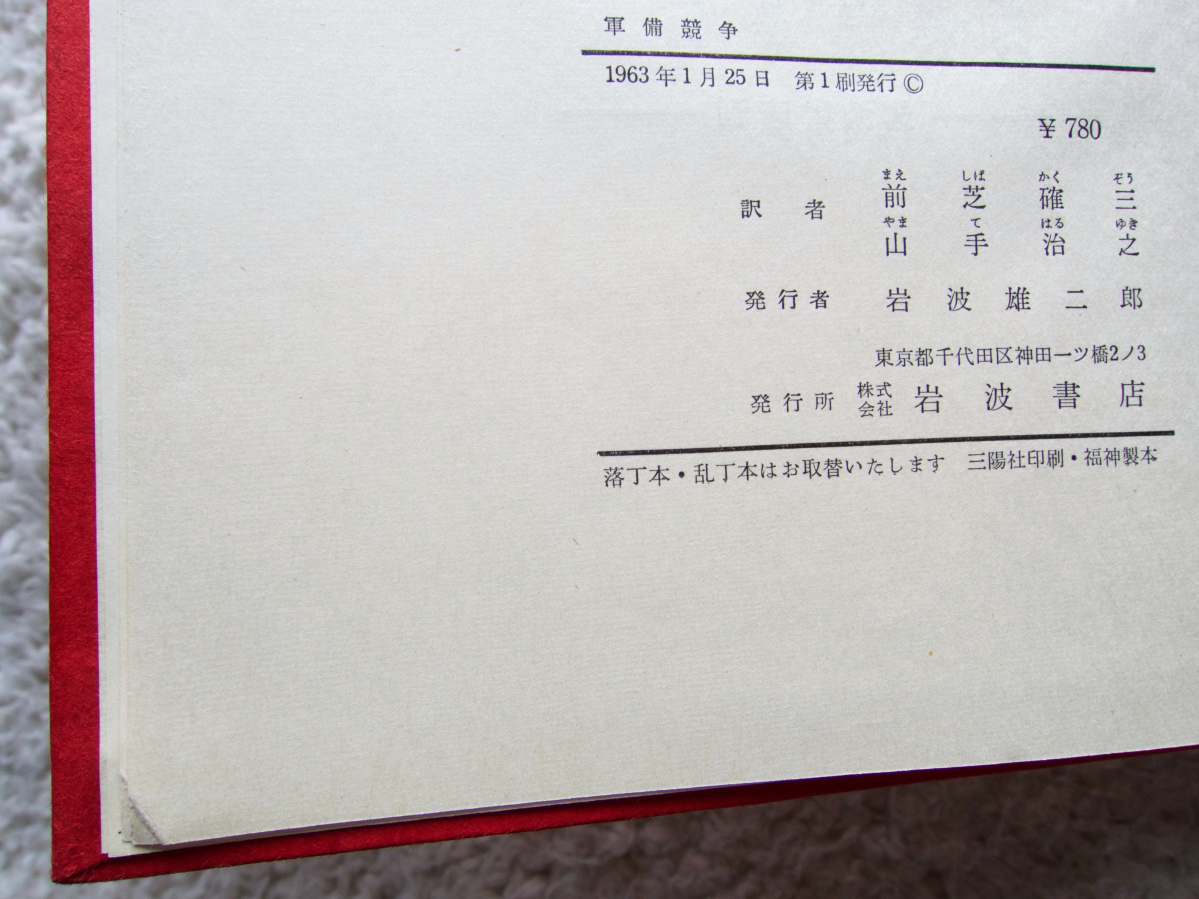 軍備競争
1963年1月25日 第1刷発行©
¥780
まえ しば かく ぞう
訳者 前芝確三
やま て はる ゆき
山手治之
発行者 岩波雄二郎
東京都千代田区神田一ツ橋2ノ3
発行所 株式会社 岩波書店
落丁本・乱丁本はお取替いたします 三陽社印刷・福神製本